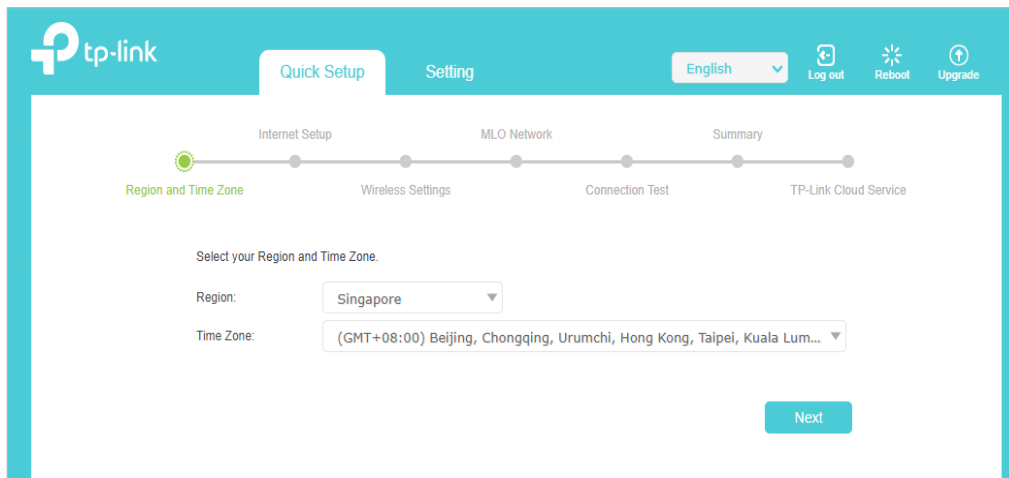 tp-link
Quick Setup Setting English Log out Reboot Upgrade
Internet Setup MLO Network Summary
Region and Time Zone Wireless Settings Connection Test TP-Link Cloud Service
Select your Region and Time Zone.
Region: Singapore
Time Zone: (GMT+08:00) Beijing, Chongqing, Urumchi, Hong Kong, Taipei, Kuala Lum...
Next